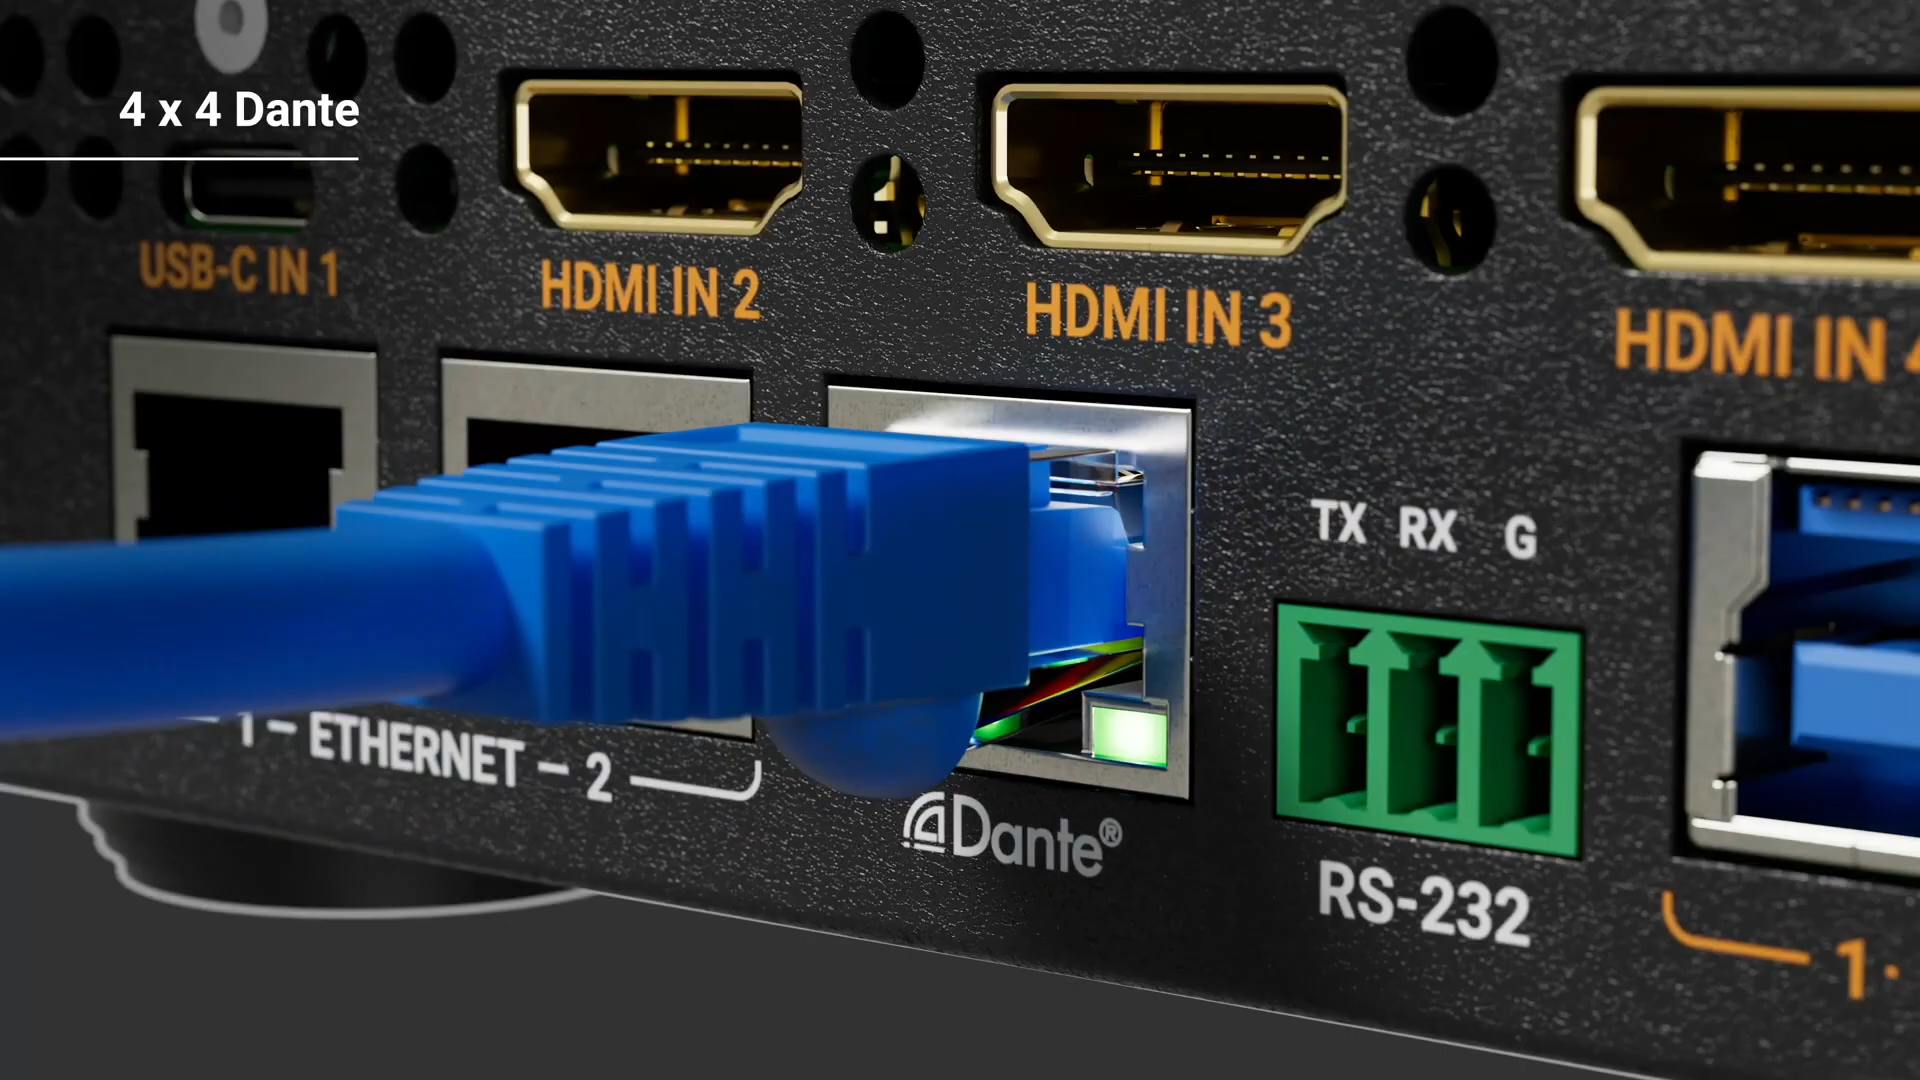 4 x 4 Dante
USB-C IN 1
HDMI IN 2
HDMI IN 3
HDMI IN 4
TX RX G
1 – ETHERNET – 2
Dante®
RS-232
1